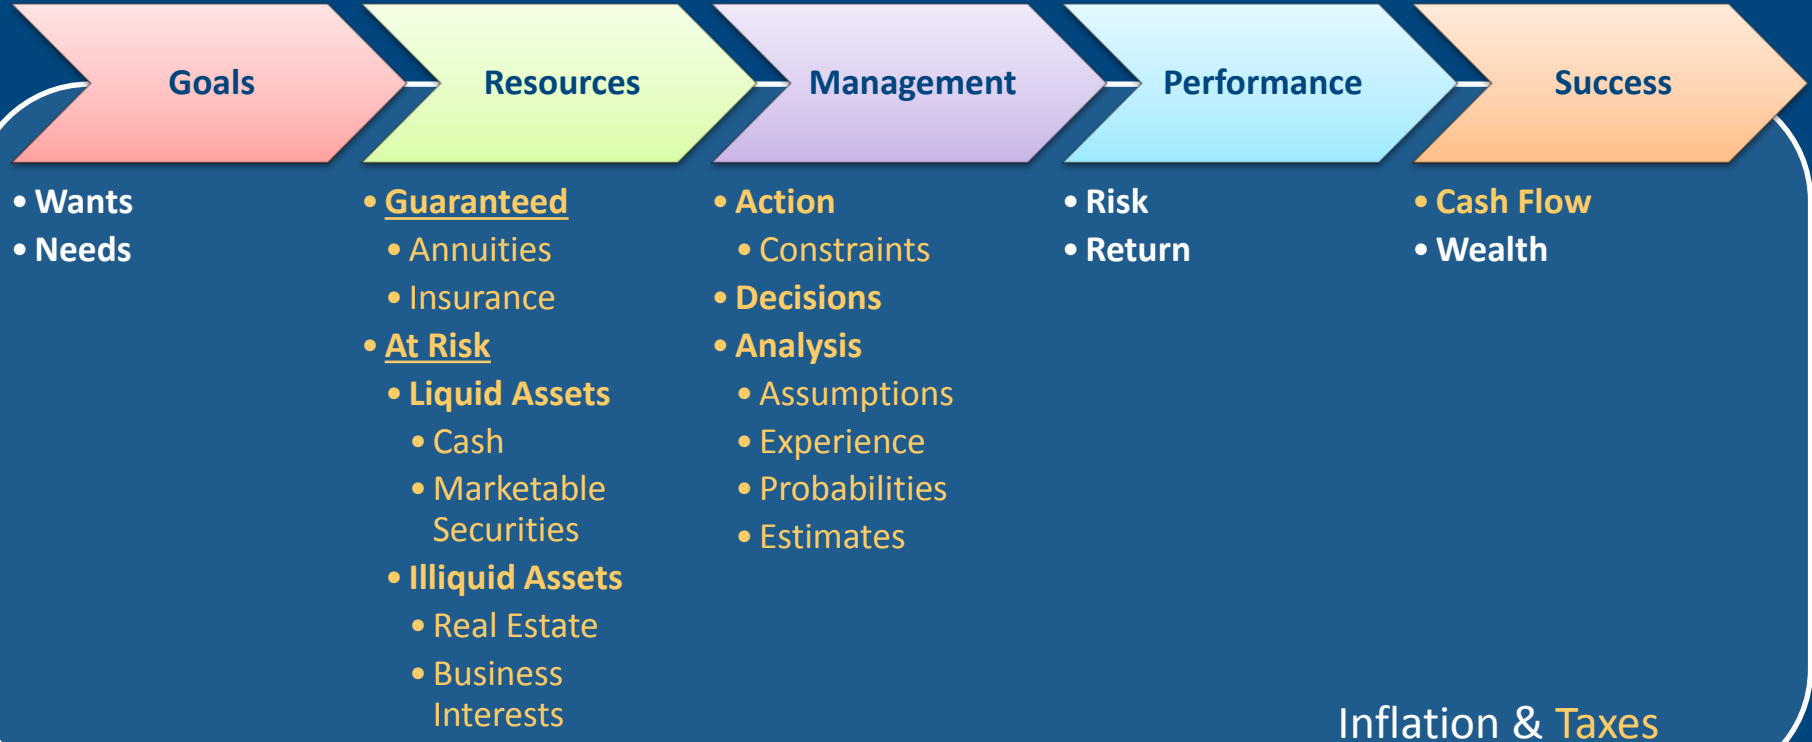 Goals
Resources
Management
Performance
Success
• Wants
• Needs
• Guaranteed
• Annuities
• Insurance
• At Risk
• Liquid Assets
• Cash
• Marketable
Securities
• Illiquid Assets
• Real Estate
• Business
Interests
• Action
• Constraints
• Decisions
• Analysis
• Assumptions
• Experience
• Probabilities
• Estimates
• Risk
• Return
• Cash Flow
• Wealth
Inflation & Taxes